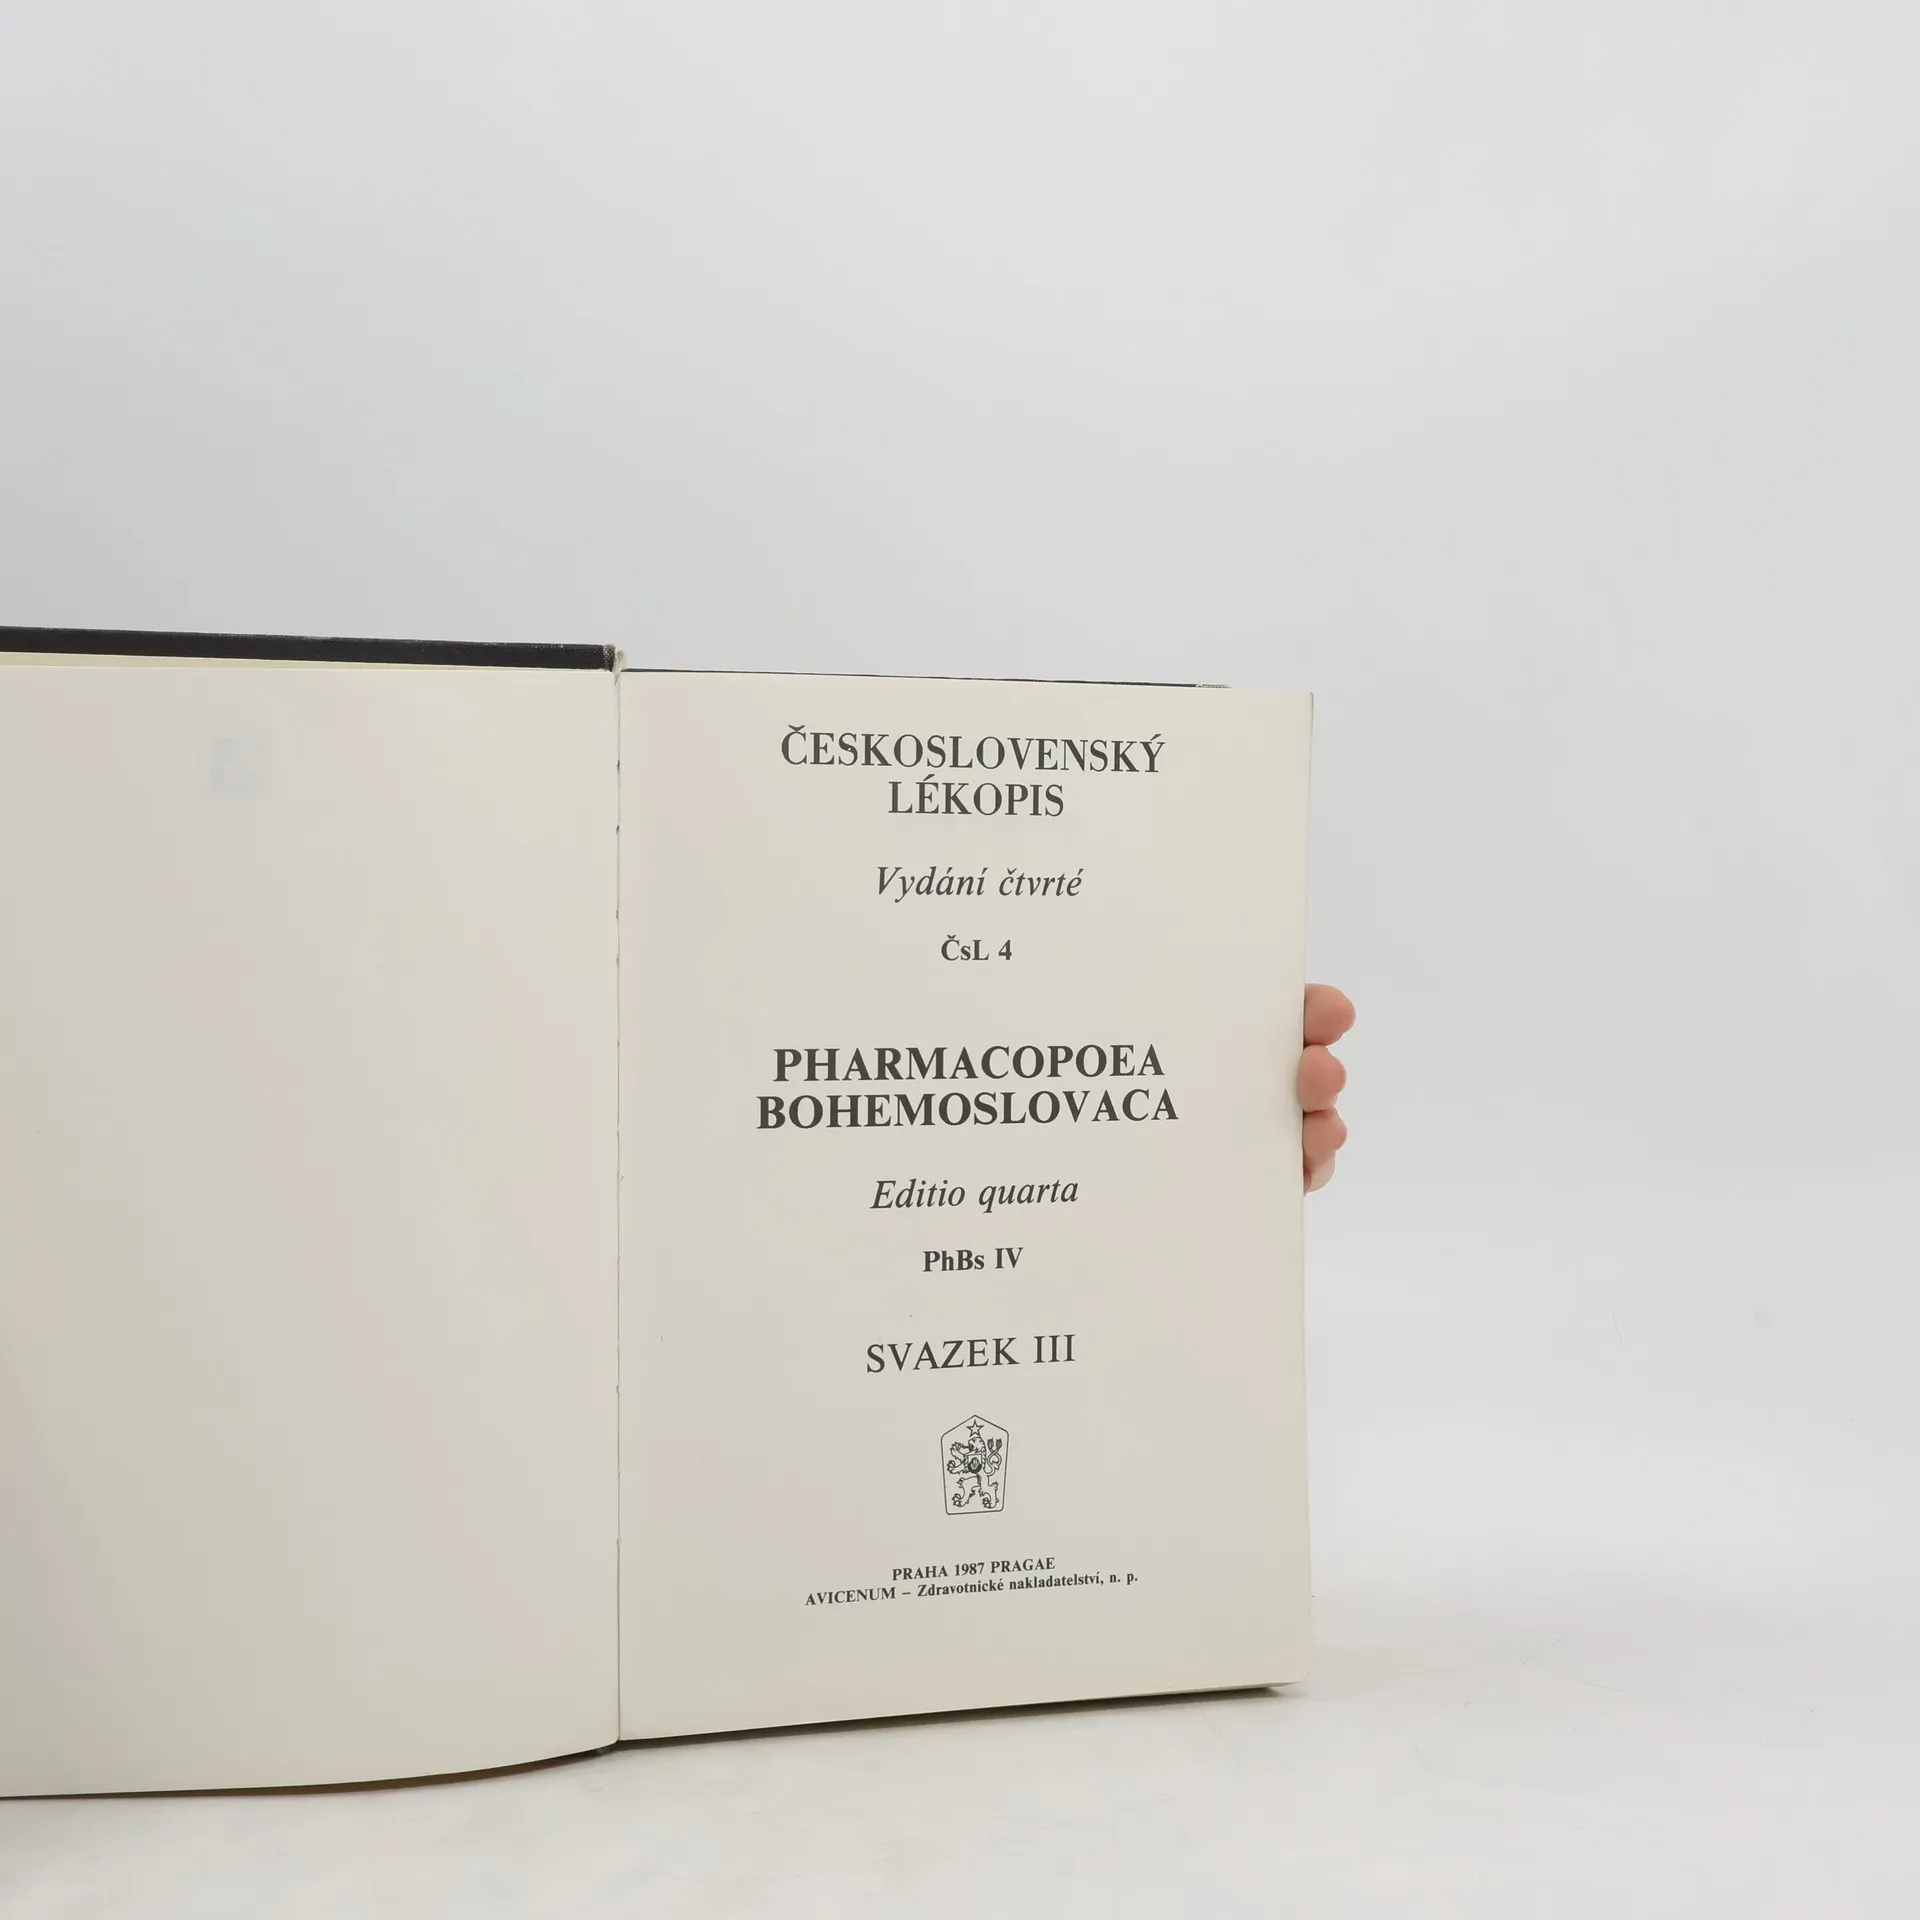 ČESKOSLOVENSKÝ
LÉKOPIS
Vydání čtvrté
ČsL 4
PHARMACOPOEA
BOHEMOSLOVACA
Editio quarta
PhBs IV
SVAZEK III
PRAHA 1987 PRAGAE
AVICENUM – Zdravotnické nakladatelství, n. p.